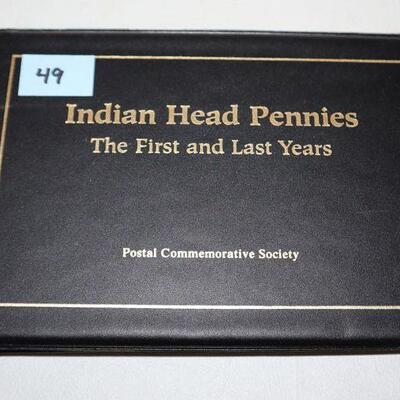 49
Indian Head Pennies
The First and Last Years
Postal Commemorative Society